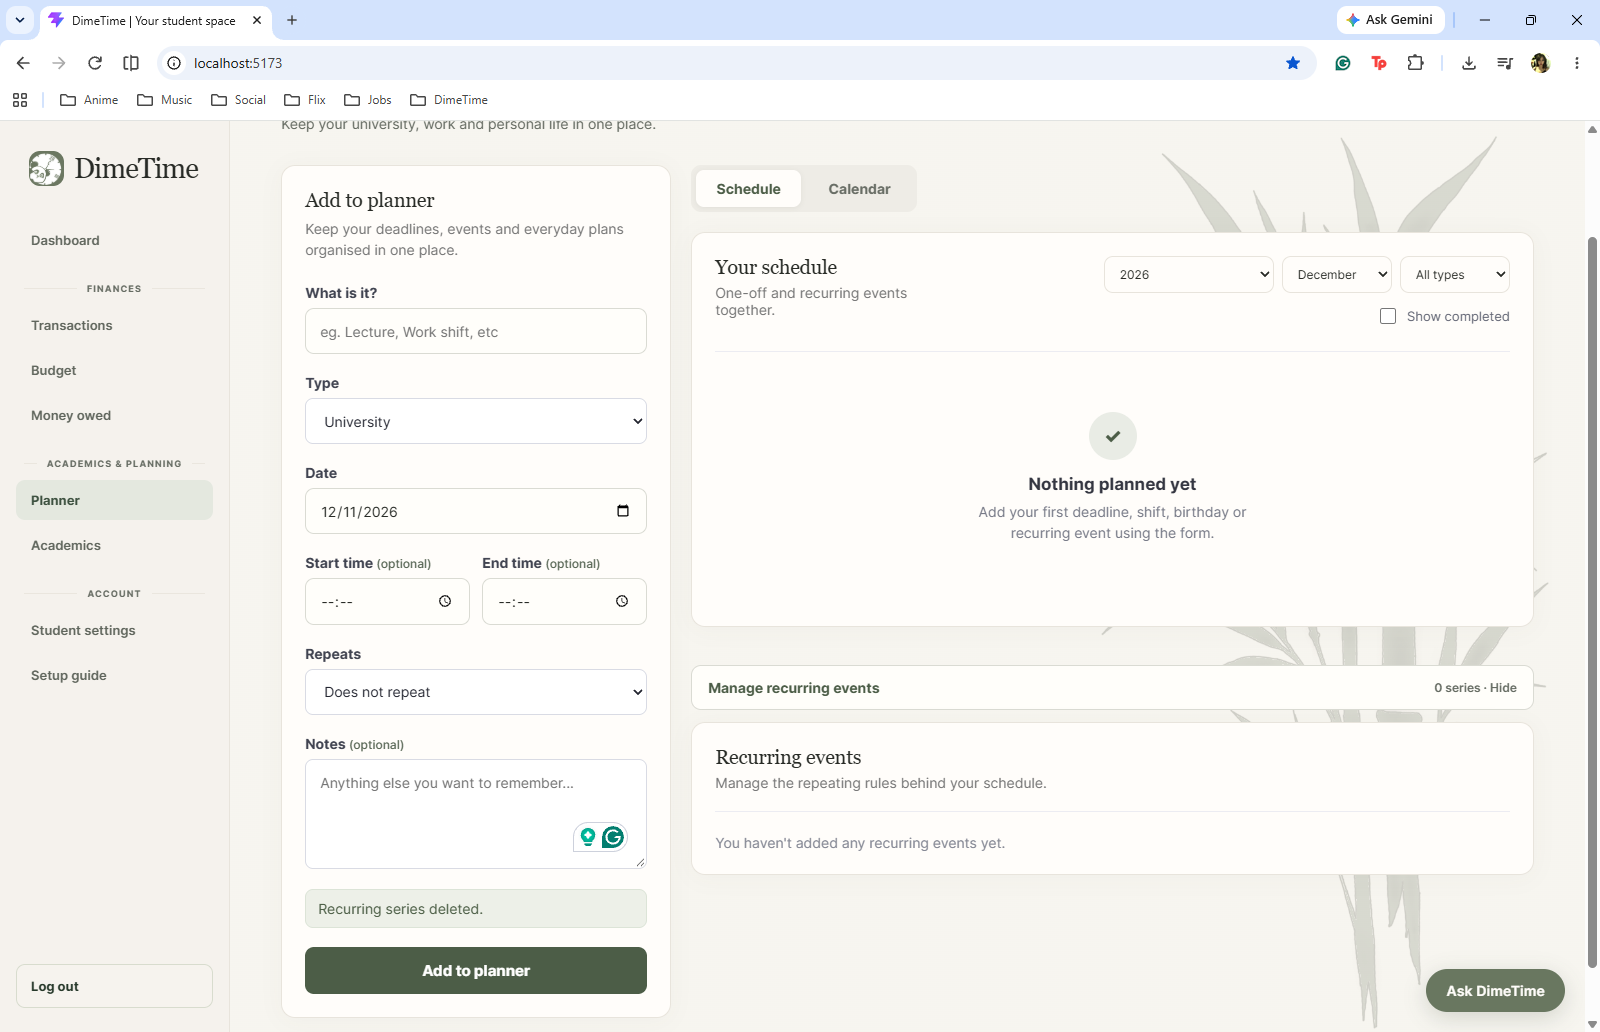 DimeTime | Your student space
Ask Gemini
localhost:5173
Anime
Music
Social
Flix
Jobs
DimeTime
DimeTime
Dashboard
FINANCES
Transactions
Budget
Money owed
ACADEMICS & PLANNING
Planner
Academics
ACCOUNT
Student settings
Setup guide
Log out
Keep your university, work and personal life in one place.
Add to planner
Keep your deadlines, events and everyday plans
organised in one place.
What is it?
eg. Lecture, Work shift, etc
Type
University
Date
12/11/2026
Start time (optional)
End time (optional)
--:--
--:--
Repeats
Does not repeat
Notes (optional)
Anything else you want to remember...
Recurring series deleted.
Add to planner
Schedule
Calendar
Your schedule
One-off and recurring events
together.
2026
December
All types
Show completed
Nothing planned yet
Add your first deadline, shift, birthday or
recurring event using the form.
Manage recurring events
0 series · Hide
Recurring events
Manage the repeating rules behind your schedule.
You haven't added any recurring events yet.
Ask DimeTime